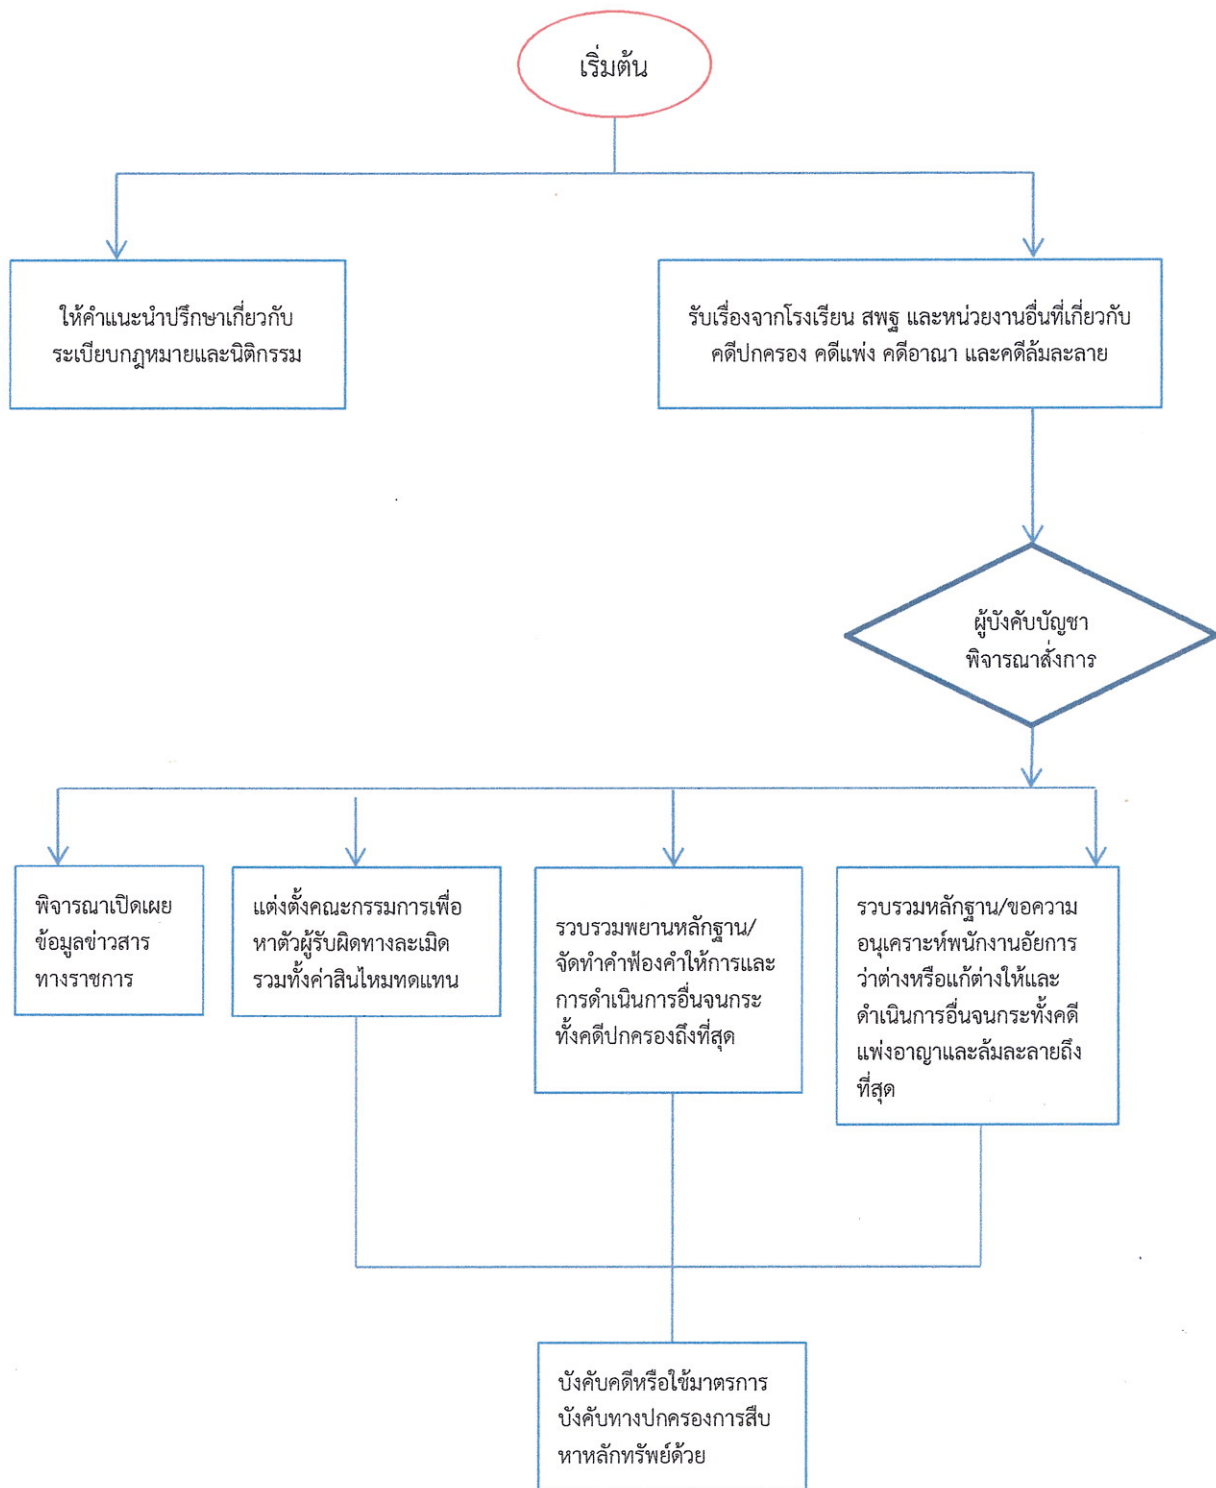 เริ่มต้น
ให้คำแนะนำปรึกษาเกี่ยวกับ
ระเบียบกฎหมายและนิติกรรม
รับเรื่องจากโรงเรียน สพฐ และหน่วยงานอื่นที่เกี่ยวกับ
คดีปกครอง คดีแพ่ง คดีอาณา และคดีล้มละลาย
ผู้บังคับบัญชา
พิจารณาสั่งการ
พิจารณาเปิดเผย
ข้อมูลข่าวสาร
ทางราชการ
แต่งตั้งคณะกรรมการเพื่อ
หาตัวผู้รับผิดทางละเมิด
รวมทั้งค่าสินไหมทดแทน
รวบรวมพยานหลักฐาน/
จัดทำคำฟ้องคำให้การและ
การดำเนินการอื่นจนกระ
ทั้งคดีปกครองถึงที่สุด
รวบรวมหลักฐาน/ขอความ
อนุเคราะห์พนักงานอัยการ
ว่าต่างหรือแก้ต่างให้และ
ดำเนินการอื่นจนกระทั้งคดี
แพ่งอาญาและล้มละลายถึง
ที่สุด
บังคับคดีหรือใช้มาตรการ
บังคับทางปกครองการสืบ
หาหลักทรัพย์ด้วย